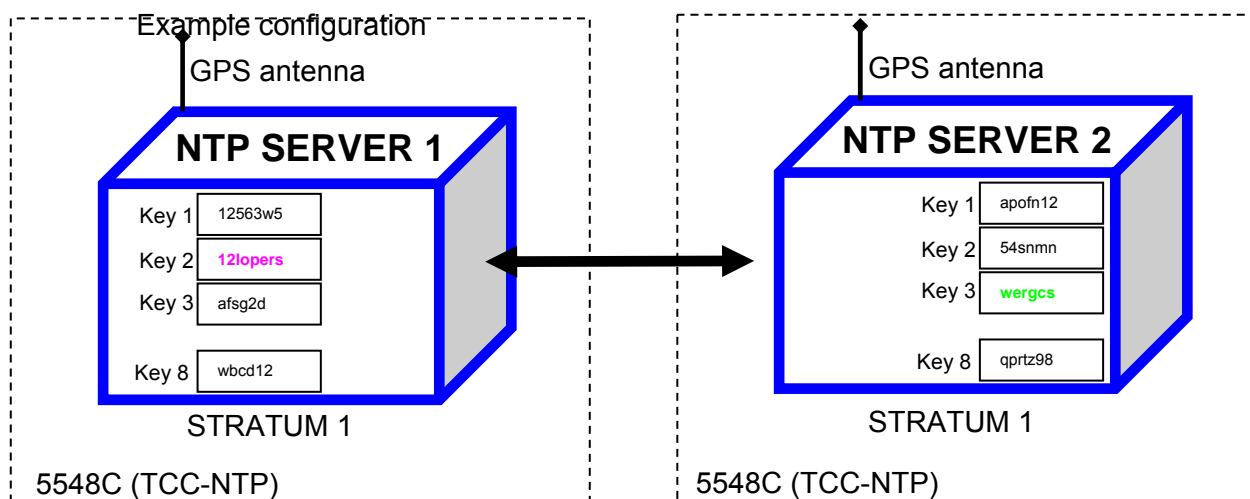 Example configuration
GPS antenna
NTP SERVER 1
Key 1 12563w5
Key 2 12lopers
Key 3 afsg2d
Key 8 wbcd12
STRATUM 1
5548C (TCC-NTP)
GPS antenna
NTP SERVER 2
Key 1 apofn12
Key 2 54snmn
Key 3 wergcs
Key 8 qprtz98
STRATUM 1
5548C (TCC-NTP)